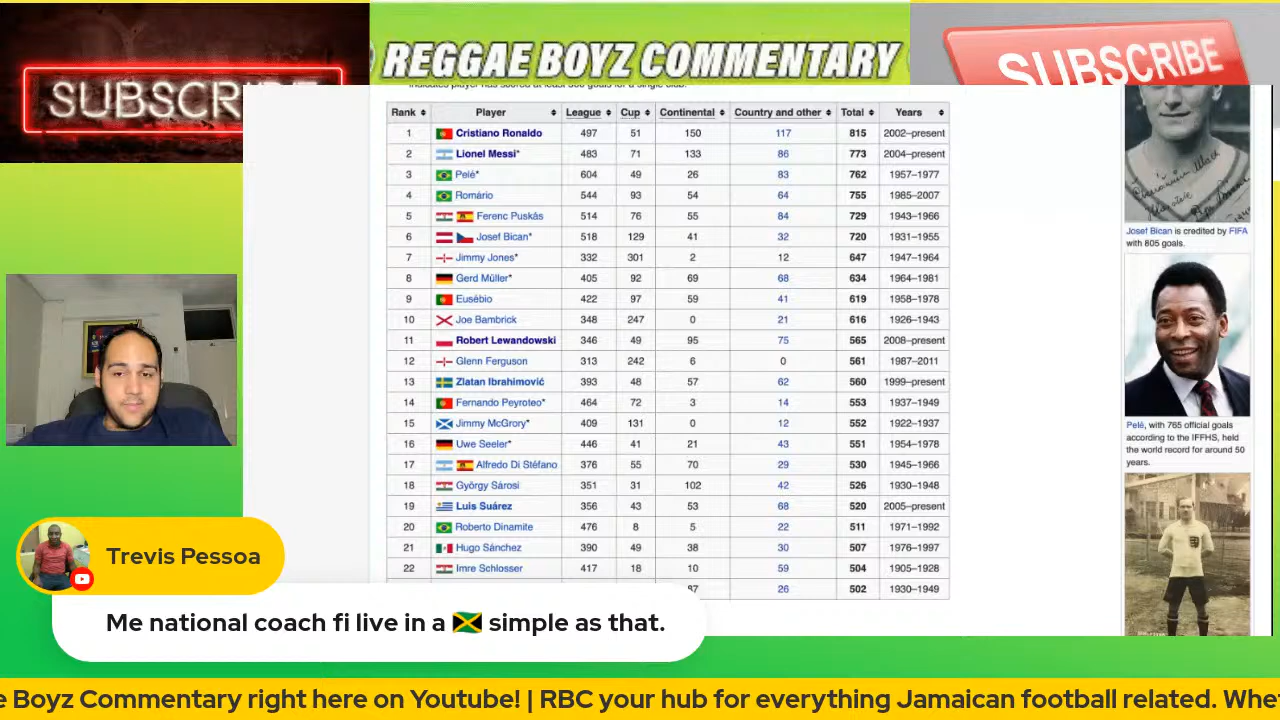 SUBSCR
REGGAE BOYZ COMMENTARY
SUBSCRIBE
Rank Player League Cup Continental Country and other Total Years
1 Cristiano Ronaldo 497 51 150 117 815 2002–present
2 Lionel Messi* 483 71 133 86 773 2004–present
3 Pelé* 604 49 26 83 762 1957–1977
4 Romário 544 93 54 64 755 1985–2007
5 Ferenc Puskás 514 76 55 84 729 1943–1966
6 Josef Bican* 518 129 41 32 720 1931–1955
7 Jimmy Jones* 332 301 2 12 647 1947–1964
8 Gerd Müller* 405 92 69 68 634 1964–1981
9 Eusébio 422 97 59 41 619 1958–1978
10 Joe Bambrick 348 247 0 21 616 1926–1943
11 Robert Lewandowski 346 49 95 75 565 2008–present
12 Glenn Ferguson 313 242 6 0 561 1987–2011
13 Zlatan Ibrahimović 393 48 57 62 560 1999–present
14 Fernando Peyroteo* 464 72 3 14 553 1937–1949
15 Jimmy McGrory* 409 131 0 12 552 1922–1937
16 Uwe Seeler* 446 41 21 43 551 1954–1978
17 Alfredo Di Stéfano 376 55 70 29 530 1945–1966
18 György Sárosi 351 31 102 42 526 1930–1948
19 Luis Suárez 356 43 53 68 520 2005–present
20 Roberto Dinamite 476 8 5 22 511 1971–1992
21 Hugo Sánchez 390 49 38 30 507 1976–1997
22 Imre Schlosser 417 18 10 59 504 1905–1928
87 26 502 1930–1949
Josef Bican is credited by FIFA
with 805 goals.
Pelé, with 765 official goals
according to the IFFHS, held
the world record for around 50
years.
Trevis Pessoa
Me national coach fi live in a 🇯🇲 simple as that.
e Boyz Commentary right here on Youtube! | RBC your hub for everything Jamaican football related. Whe